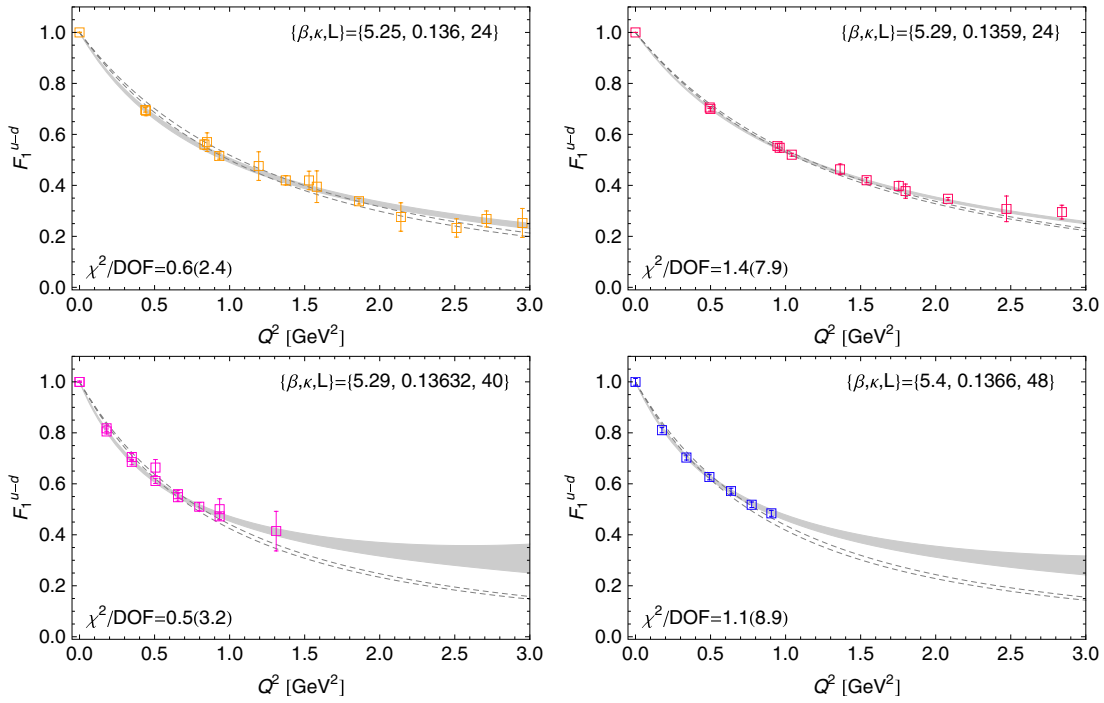 {β,κ,L}={5.25, 0.136, 24}
1.0
0.8
0.6
0.4
0.2
0.0
F₁ᵘ⁻ᵈ
χ²/DOF=0.6(2.4)
0.0 0.5 1.0 1.5 2.0 2.5 3.0
Q² [GeV²]
{β,κ,L}={5.29, 0.1359, 24}
1.0
0.8
0.6
0.4
0.2
0.0
F₁ᵘ⁻ᵈ
χ²/DOF=1.4(7.9)
0.0 0.5 1.0 1.5 2.0 2.5 3.0
Q² [GeV²]
{β,κ,L}={5.29, 0.13632, 40}
1.0
0.8
0.6
0.4
0.2
0.0
F₁ᵘ⁻ᵈ
χ²/DOF=0.5(3.2)
0.0 0.5 1.0 1.5 2.0 2.5 3.0
Q² [GeV²]
{β,κ,L}={5.4, 0.1366, 48}
1.0
0.8
0.6
0.4
0.2
0.0
F₁ᵘ⁻ᵈ
χ²/DOF=1.1(8.9)
0.0 0.5 1.0 1.5 2.0 2.5 3.0
Q² [GeV²]